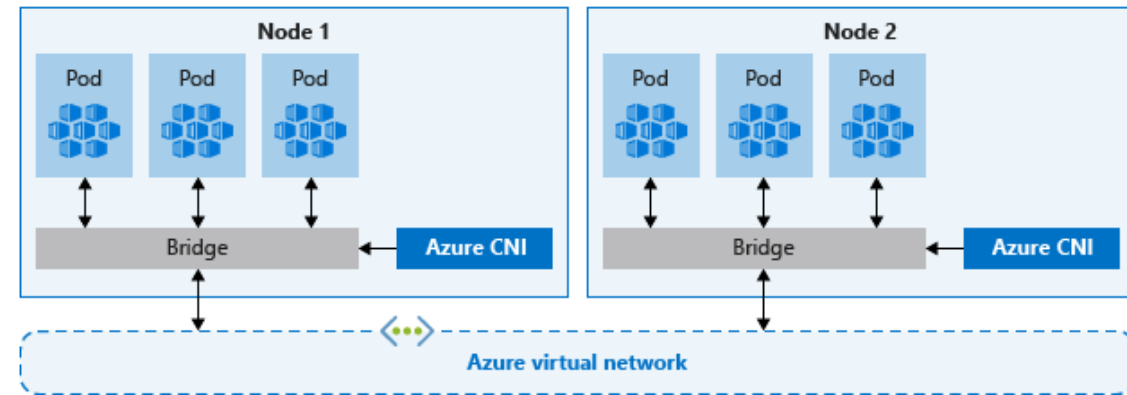 Node 1
Pod Pod Pod
Bridge
Azure CNI
Node 2
Pod Pod Pod
Bridge
Azure CNI
Azure virtual network